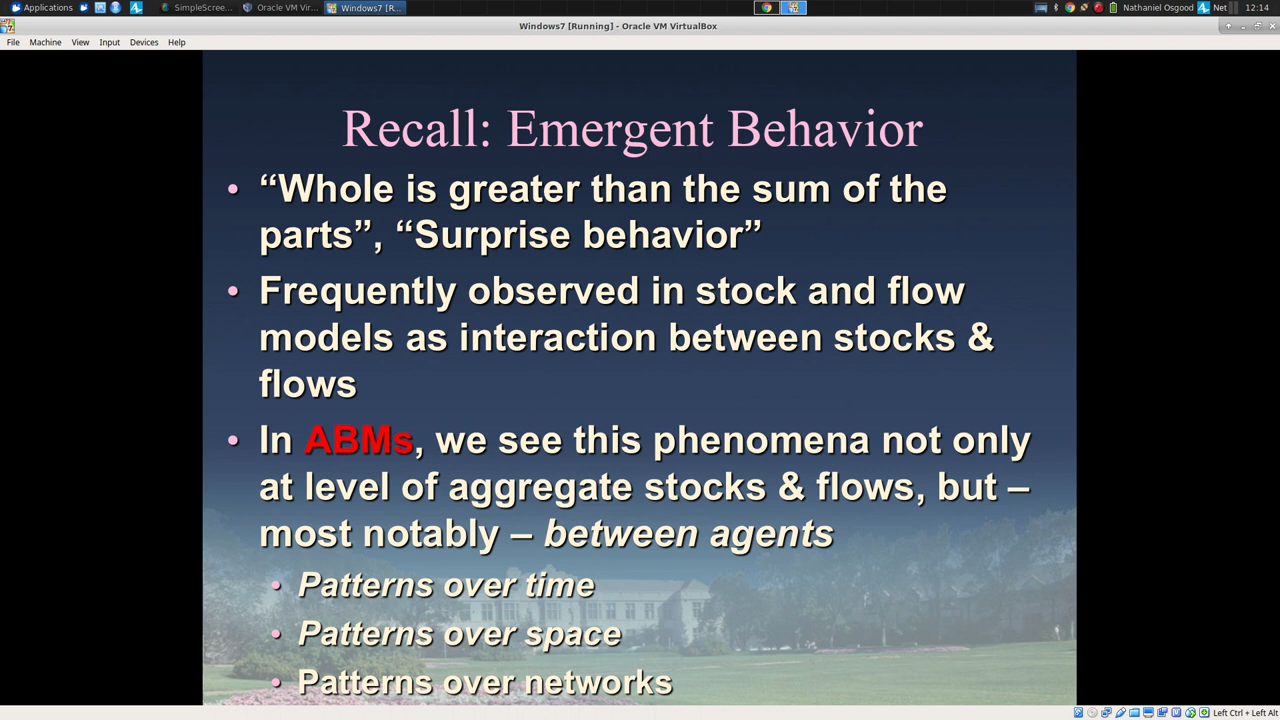 Applications
SimpleScree...
Oracle VM Vir...
Windows7 [R...
Nathaniel Osgood
Net
12:14
Windows7 [Running] - Oracle VM VirtualBox
File Machine View Input Devices Help
Recall: Emergent Behavior
• “Whole is greater than the sum of the
parts”, “Surprise behavior”
• Frequently observed in stock and flow
models as interaction between stocks &
flows
• In ABMs, we see this phenomena not only
at level of aggregate stocks & flows, but –
most notably – between agents
• Patterns over time
• Patterns over space
• Patterns over networks
Left Ctrl + Left Alt